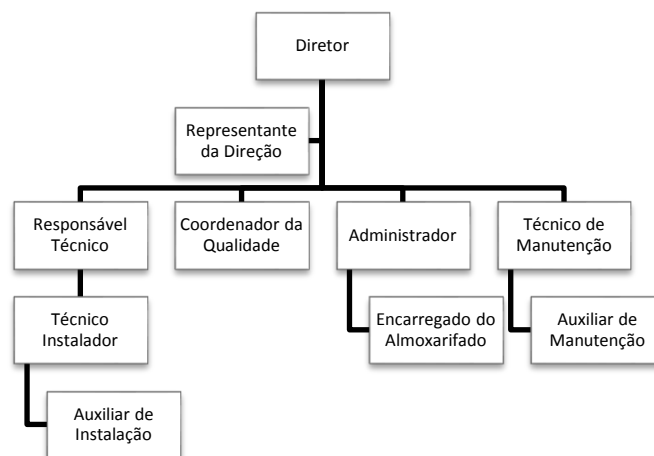 Diretor
Representante
da Direção
Responsável
Técnico
Coordenador da
Qualidade
Administrador
Técnico de
Manutenção
Técnico
Instalador
Encarregado do
Almoxarifado
Auxiliar de
Manutenção
Auxiliar de
Instalação